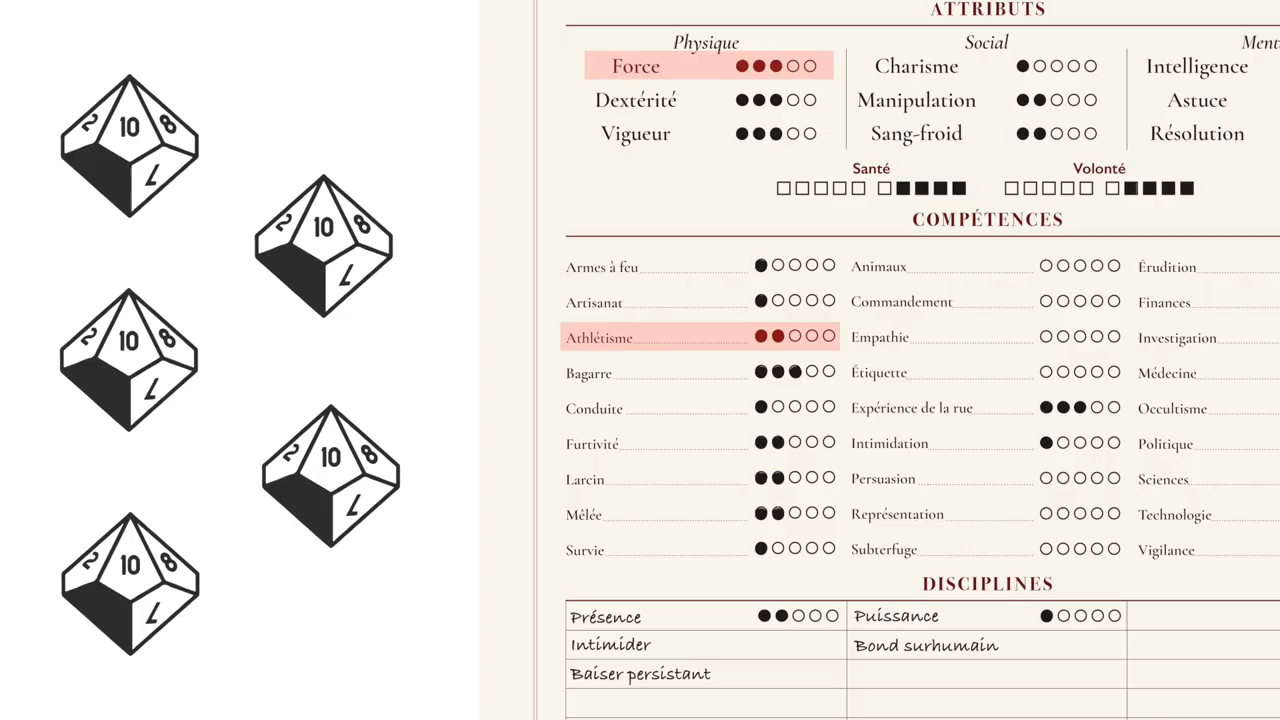 ATTRIBUTS
Physique Social Ment
Force Charisme Intelligence
Dextérité Manipulation Astuce
Vigueur Sang-froid Résolution
Santé Volonté
COMPÉTENCES
Armes à feu Animaux Érudition
Artisanat Commandement Finances
Athlétisme Empathie Investigation
Bagarre Étiquette Médecine
Conduite Expérience de la rue Occultisme
Furtivité Intimidation Politique
Larcin Persuasion Sciences
Mêlée Représentation Technologie
Survie Subterfuge Vigilance
DISCIPLINES
Présence Puissance
Intimider Bond surhumain
Baiser persistant
2 10 8 7
2 10 8 7
2 10 8 7
2 10 8 7
2 10 8 7